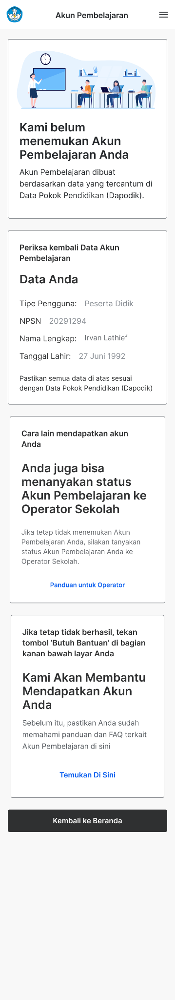 Akun Pembelajaran
Kami belum
menemukan Akun
Pembelajaran Anda
Akun Pembelajaran dibuat
berdasarkan data yang tercantum di
Data Pokok Pendidikan (Dapodik).
Periksa kembali Data Akun
Pembelajaran
Data Anda
Tipe Pengguna: Peserta Didik
NPSN 20291294
Nama Lengkap: Irvan Lathief
Tanggal Lahir: 27 Juni 1992
Pastikan semua data di atas sesuai
dengan Data Pokok Pendidikan (Dapodik)
Cara lain mendapatkan akun
Anda
Anda juga bisa
menanyakan status
Akun Pembelajaran ke
Operator Sekolah
Jika tetap tidak menemukan Akun
Pembelajaran Anda, silakan tanyakan
status Akun Pembelajaran Anda ke
Operator Sekolah.
Panduan untuk Operator
Jika tetap tidak berhasil, tekan
tombol ‘Butuh Bantuan’ di bagian
kanan bawah layar Anda
Kami Akan Membantu
Mendapatkan Akun
Anda
Sebelum itu, pastikan Anda sudah
memahami panduan dan FAQ terkait
Akun Pembelajaran di sini
Temukan Di Sini
Kembali ke Beranda